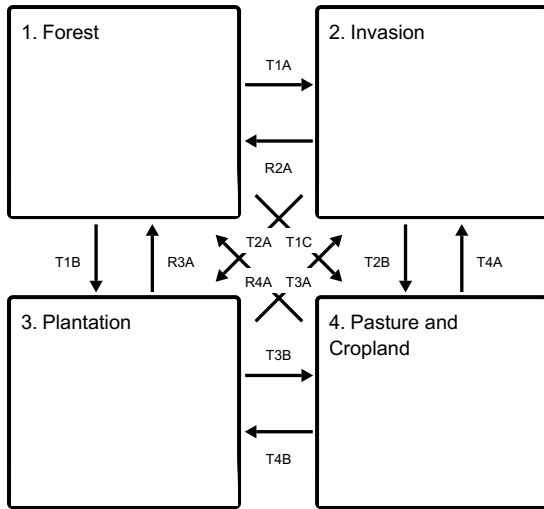 1. Forest
2. Invasion
T1A
R2A
T2A
T1C
T1B
R3A
T2B
T4A
R4A
T3A
3. Plantation
4. Pasture and
Cropland
T3B
T4B